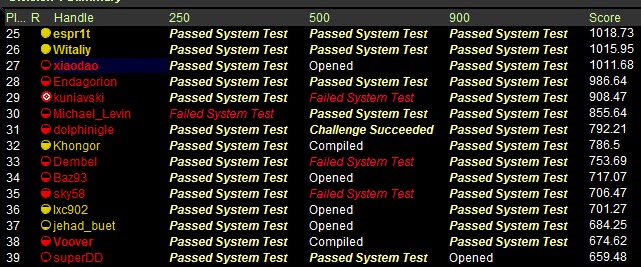 Pl... R Handle 250 500 900 Score
25 espr1t Passed System Test Passed System Test Passed System Test 1018.73
26 Witaliy Passed System Test Passed System Test Passed System Test 1015.95
27 xiaodao Passed System Test Opened Passed System Test 1011.68
28 Endagorion Passed System Test Passed System Test Passed System Test 986.64
29 kuniavski Passed System Test Failed System Test Passed System Test 908.47
30 Michael_Levin Failed System Test Passed System Test Passed System Test 855.64
31 dolphinigle Passed System Test Challenge Succeeded Passed System Test 792.21
32 Khongor Passed System Test Compiled Passed System Test 786.5
33 Dembel Passed System Test Failed System Test Passed System Test 753.69
34 Baz93 Passed System Test Opened Passed System Test 717.07
35 sky58 Passed System Test Failed System Test Passed System Test 706.47
36 lxc902 Passed System Test Opened Passed System Test 701.27
37 jehad_buet Passed System Test Opened Passed System Test 684.25
38 Voover Passed System Test Compiled Passed System Test 674.62
39 superDD Passed System Test Passed System Test Opened 659.48